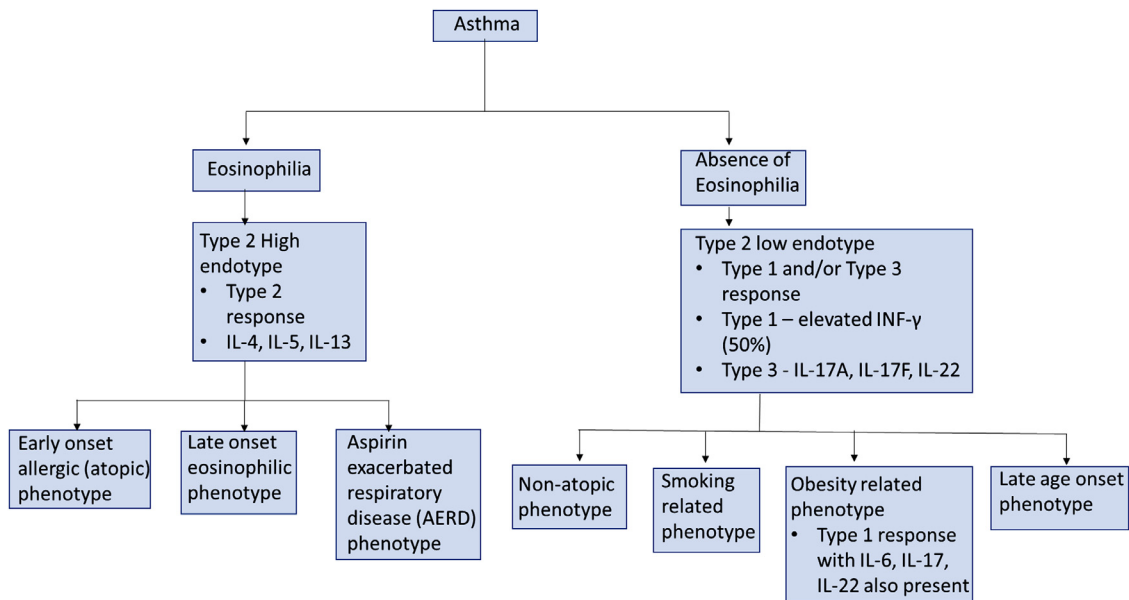 Asthma
Eosinophilia
Absence of
Eosinophilia
Type 2 High
endotype
• Type 2
response
• IL-4, IL-5, IL-13
Type 2 low endotype
• Type 1 and/or Type 3
response
• Type 1 – elevated INF-γ
(50%)
• Type 3 - IL-17A, IL-17F, IL-22
Early onset
allergic (atopic)
phenotype
Late onset
eosinophilic
phenotype
Aspirin
exacerbated
respiratory
disease (AERD)
phenotype
Non-atopic
phenotype
Smoking
related
phenotype
Obesity related
phenotype
• Type 1 response
with IL-6, IL-17,
IL-22 also present
Late age onset
phenotype